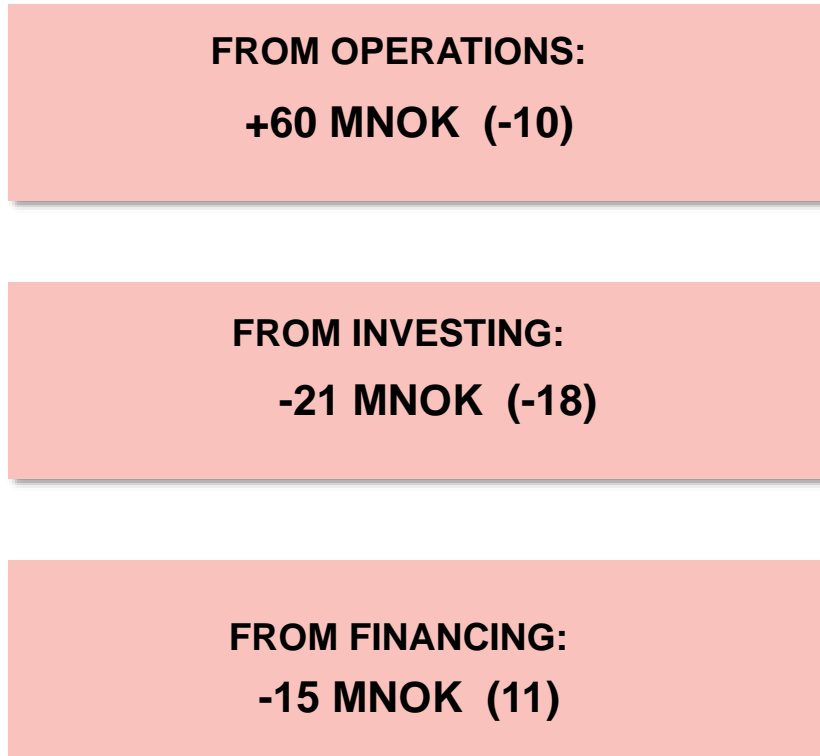 FROM OPERATIONS:
+60 MNOK (-10)
FROM INVESTING:
-21 MNOK (-18)
FROM FINANCING:
-15 MNOK (11)